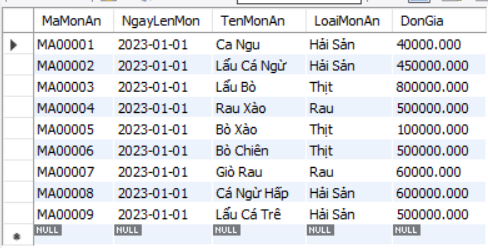 MaMonAn NgayLenMon TenMonAn LoaiMonAn DonGia
MA00001 2023-01-01 Ca Ngu Hải Sản 40000.000
MA00002 2023-01-01 Lẩu Cá Ngừ Hải Sản 450000.000
MA00003 2023-01-01 Lẩu Bò Thịt 800000.000
MA00004 2023-01-01 Rau Xào Rau 500000.000
MA00005 2023-01-01 Bò Xào Thịt 100000.000
MA00006 2023-01-01 Bò Chiên Thịt 500000.000
MA00007 2023-01-01 Giò Rau Rau 60000.000
MA00008 2023-01-01 Cá Ngừ Hấp Hải Sản 600000.000
MA00009 2023-01-01 Lẩu Cá Trê Hải Sản 500000.000
NULL NULL NULL NULL NULL